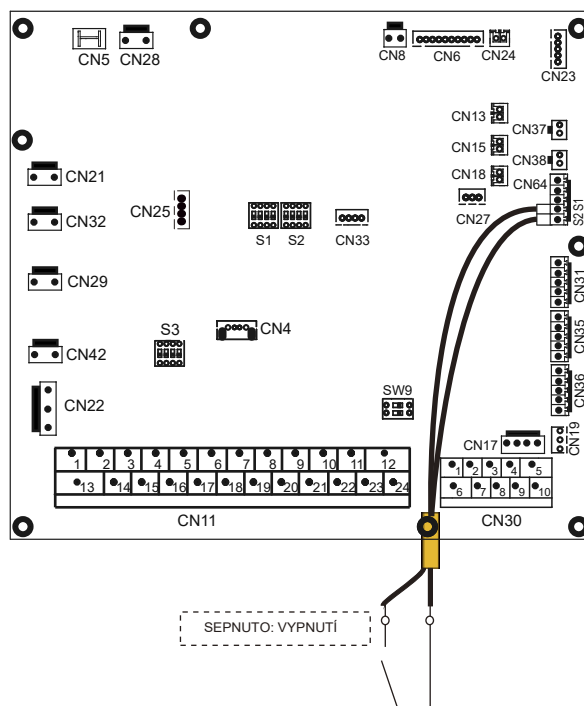 CN5
CN28
CN8
CN6
CN24
CN23
CN13
CN37
CN15
CN38
CN18
CN64
CN21
CN25
CN32
S1
S2
CN33
CN27
S2 S1
CN29
CN31
S3
CN4
CN35
CN42
CN36
CN22
SW9
CN17
CN19
1 2 3 4 5 6 7 8 9 10 11 12
13 14 15 16 17 18 19 20 21 22 23 24
1 2 3 4 5
6 7 8 9 10
CN11
CN30
SEPNUTO: VYPNUTÍ